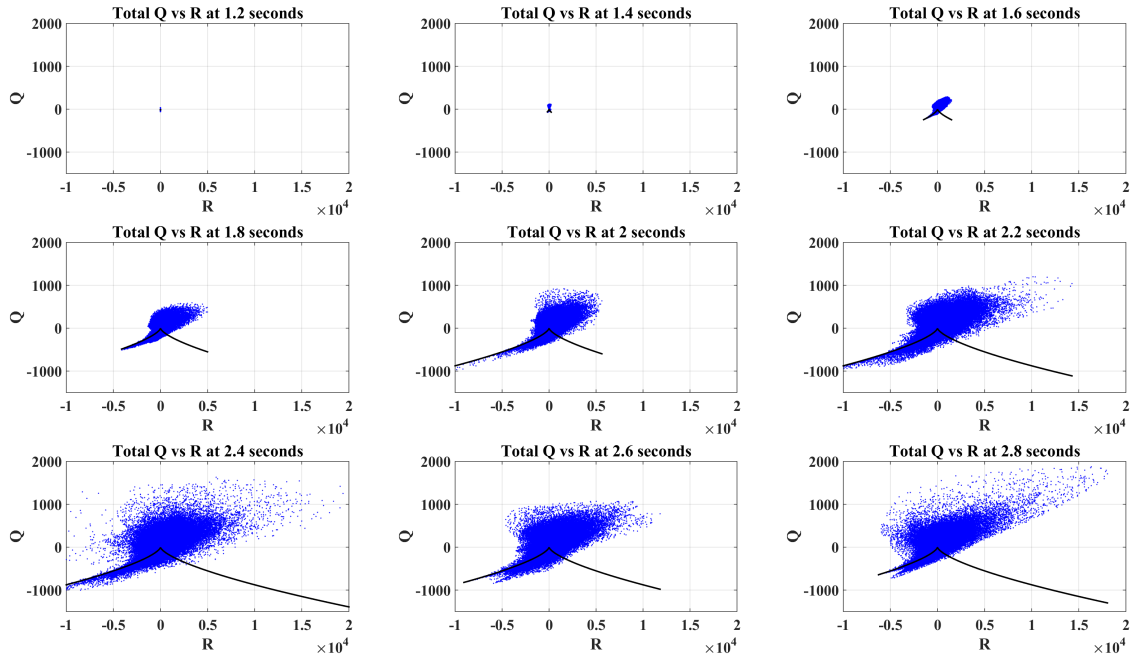 Total Q vs R at 1.2 seconds
2000
1000
0
-1000
Q
-1 -0.5 0 0.5 1 1.5 2
R
×10^4
Total Q vs R at 1.4 seconds
2000
1000
0
-1000
Q
-1 -0.5 0 0.5 1 1.5 2
R
×10^4
Total Q vs R at 1.6 seconds
2000
1000
0
-1000
Q
-1 -0.5 0 0.5 1 1.5 2
R
×10^4
Total Q vs R at 1.8 seconds
2000
1000
0
-1000
Q
-1 -0.5 0 0.5 1 1.5 2
R
×10^4
Total Q vs R at 2 seconds
2000
1000
0
-1000
Q
-1 -0.5 0 0.5 1 1.5 2
R
×10^4
Total Q vs R at 2.2 seconds
2000
1000
0
-1000
Q
-1 -0.5 0 0.5 1 1.5 2
R
×10^4
Total Q vs R at 2.4 seconds
2000
1000
0
-1000
Q
-1 -0.5 0 0.5 1 1.5 2
R
×10^4
Total Q vs R at 2.6 seconds
2000
1000
0
-1000
Q
-1 -0.5 0 0.5 1 1.5 2
R
×10^4
Total Q vs R at 2.8 seconds
2000
1000
0
-1000
Q
-1 -0.5 0 0.5 1 1.5 2
R
×10^4